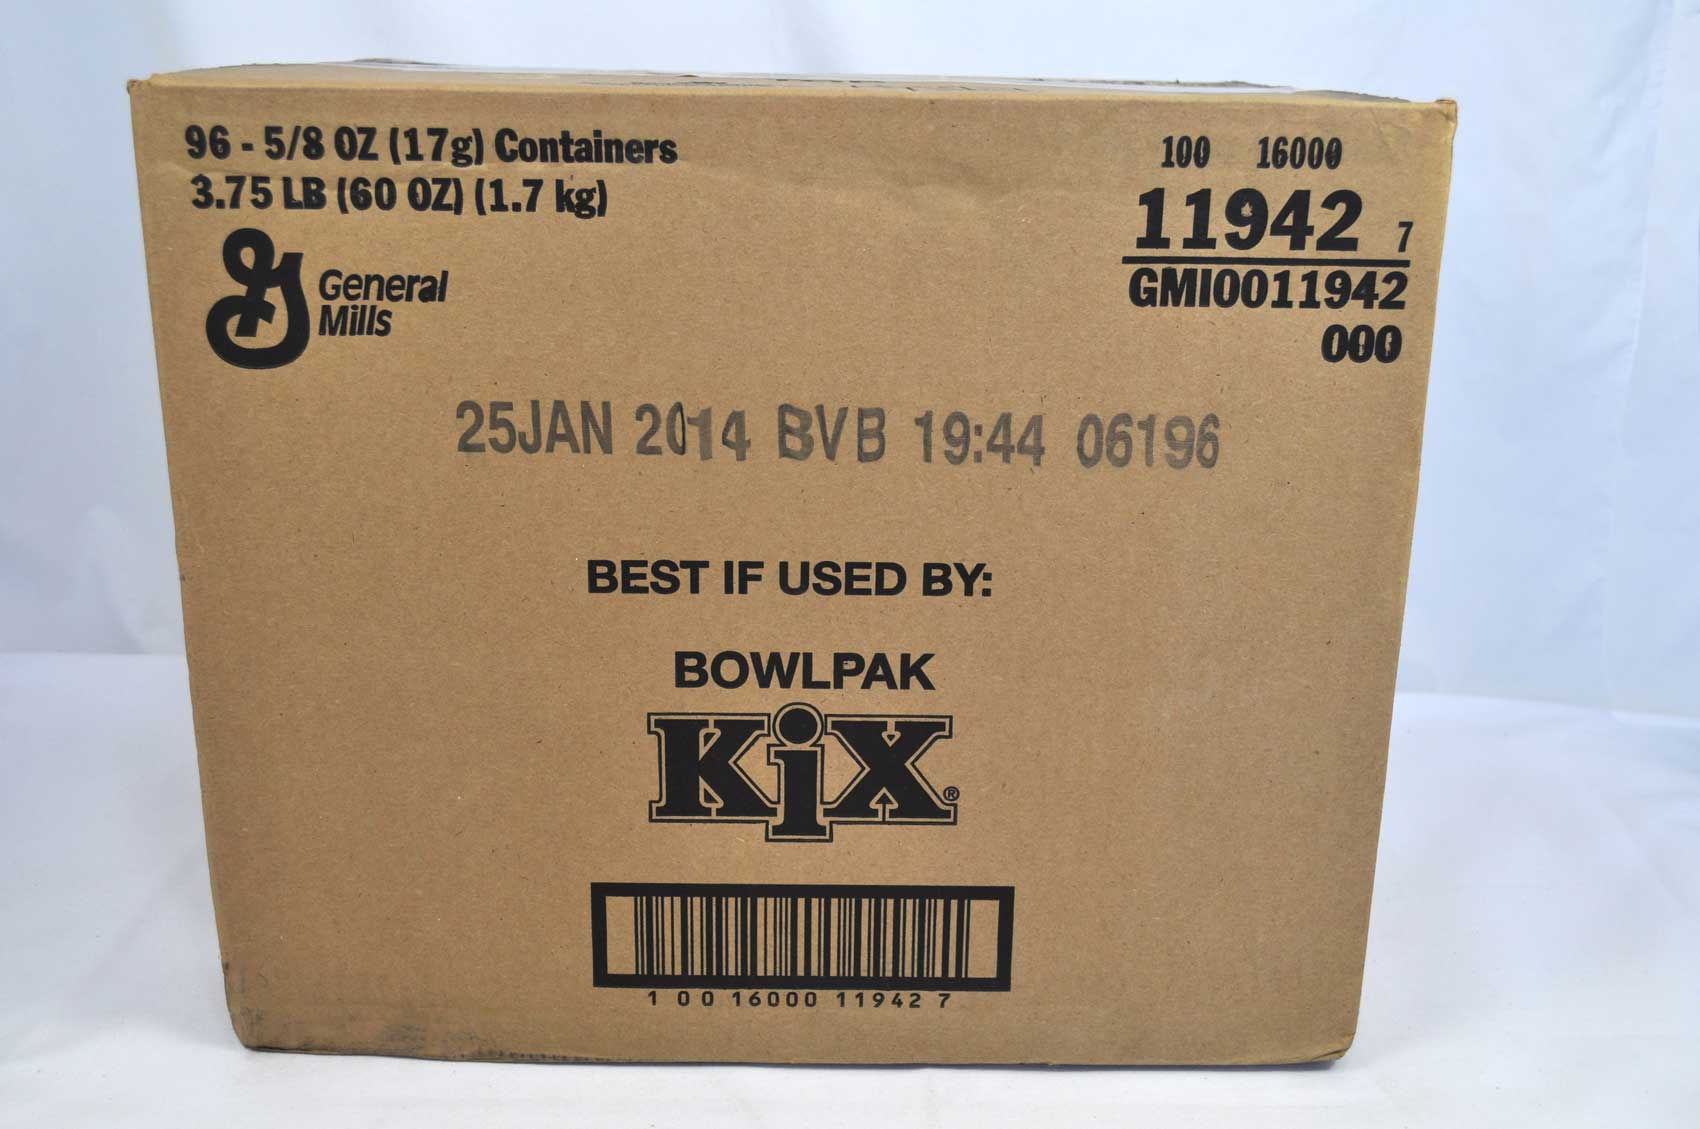 96 - 5/8 OZ (17g) Containers
3.75 LB (60 OZ) (1.7 kg)
General
Mills
100 16000
11942 7
GMI0011942
000
25JAN 2014 BVB 19:44 06196
BEST IF USED BY:
BOWLPAK
KiX®
1 00 16000 11942 7